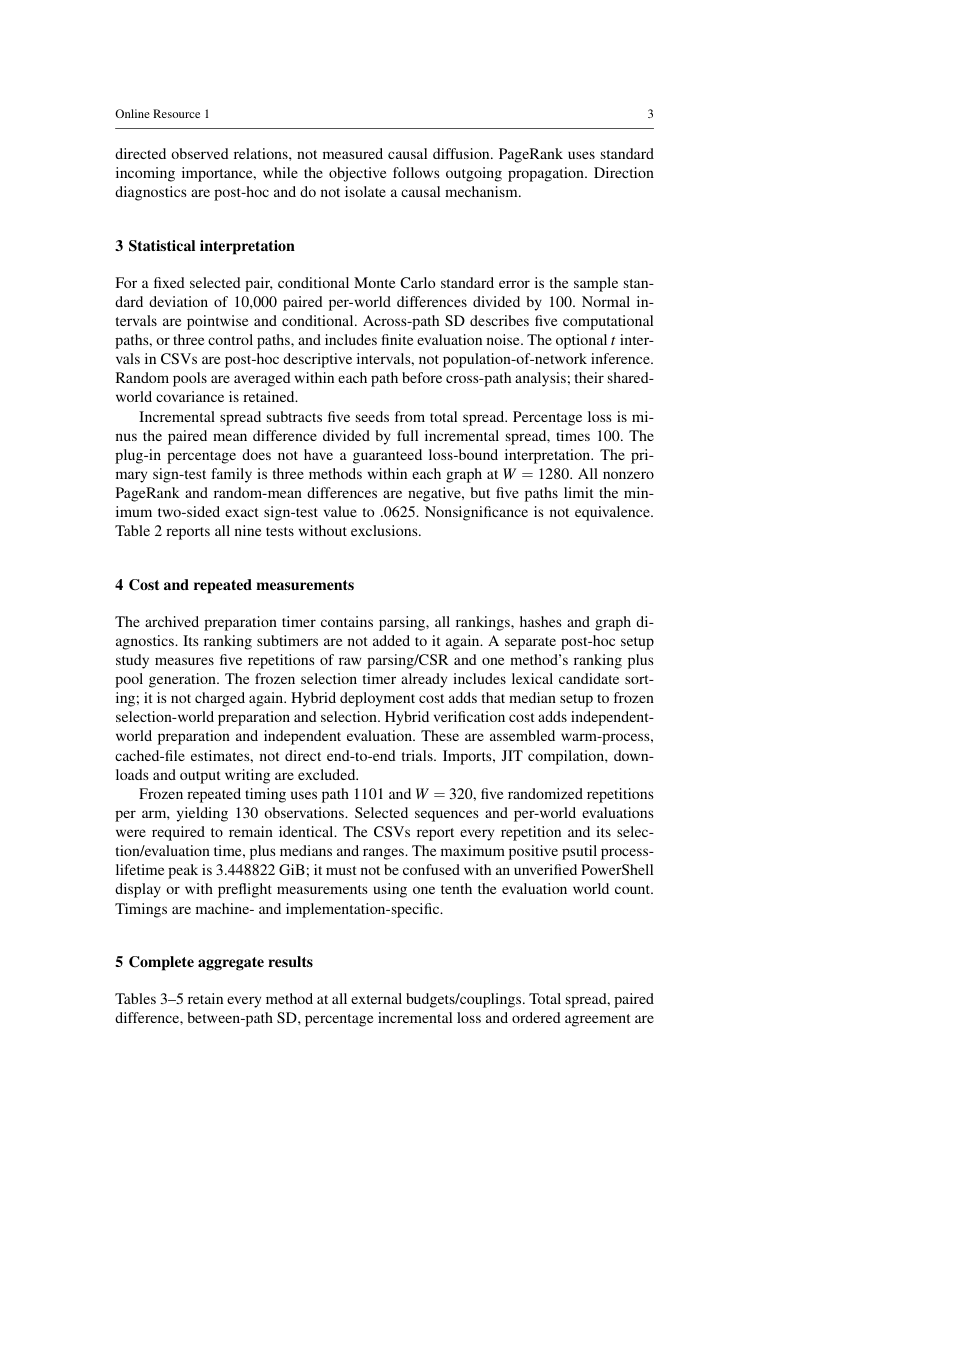 Online Resource 1 3
directed observed relations, not measured causal diffusion. PageRank uses standard
incoming importance, while the objective follows outgoing propagation. Direction
diagnostics are post-hoc and do not isolate a causal mechanism.
3 Statistical interpretation
For a fixed selected pair, conditional Monte Carlo standard error is the sample stan-
dard deviation of 10,000 paired per-world differences divided by 100. Normal in-
tervals are pointwise and conditional. Across-path SD describes five computational
paths, or three control paths, and includes finite evaluation noise. The optional t inter-
vals in CSVs are post-hoc descriptive intervals, not population-of-network inference.
Random pools are averaged within each path before cross-path analysis; their shared-
world covariance is retained.
Incremental spread subtracts five seeds from total spread. Percentage loss is mi-
nus the paired mean difference divided by full incremental spread, times 100. The
plug-in percentage does not have a guaranteed loss-bound interpretation. The pri-
mary sign-test family is three methods within each graph at W = 1280. All nonzero
PageRank and random-mean differences are negative, but five paths limit the min-
imum two-sided exact sign-test value to .0625. Nonsignificance is not equivalence.
Table 2 reports all nine tests without exclusions.
4 Cost and repeated measurements
The archived preparation timer contains parsing, all rankings, hashes and graph di-
agnostics. Its ranking subtimers are not added to it again. A separate post-hoc setup
study measures five repetitions of raw parsing/CSR and one method's ranking plus
pool generation. The frozen selection timer already includes lexical candidate sort-
ing; it is not charged again. Hybrid deployment cost adds that median setup to frozen
selection-world preparation and selection. Hybrid verification cost adds independent-
world preparation and independent evaluation. These are assembled warm-process,
cached-file estimates, not direct end-to-end trials. Imports, JIT compilation, down-
loads and output writing are excluded.
Frozen repeated timing uses path 1101 and W = 320, five randomized repetitions
per arm, yielding 130 observations. Selected sequences and per-world evaluations
were required to remain identical. The CSVs report every repetition and its selec-
tion/evaluation time, plus medians and ranges. The maximum positive psutil process-
lifetime peak is 3.448822 GiB; it must not be confused with an unverified PowerShell
display or with preflight measurements using one tenth the evaluation world count.
Timings are machine- and implementation-specific.
5 Complete aggregate results
Tables 3–5 retain every method at all external budgets/couplings. Total spread, paired
difference, between-path SD, percentage incremental loss and ordered agreement are